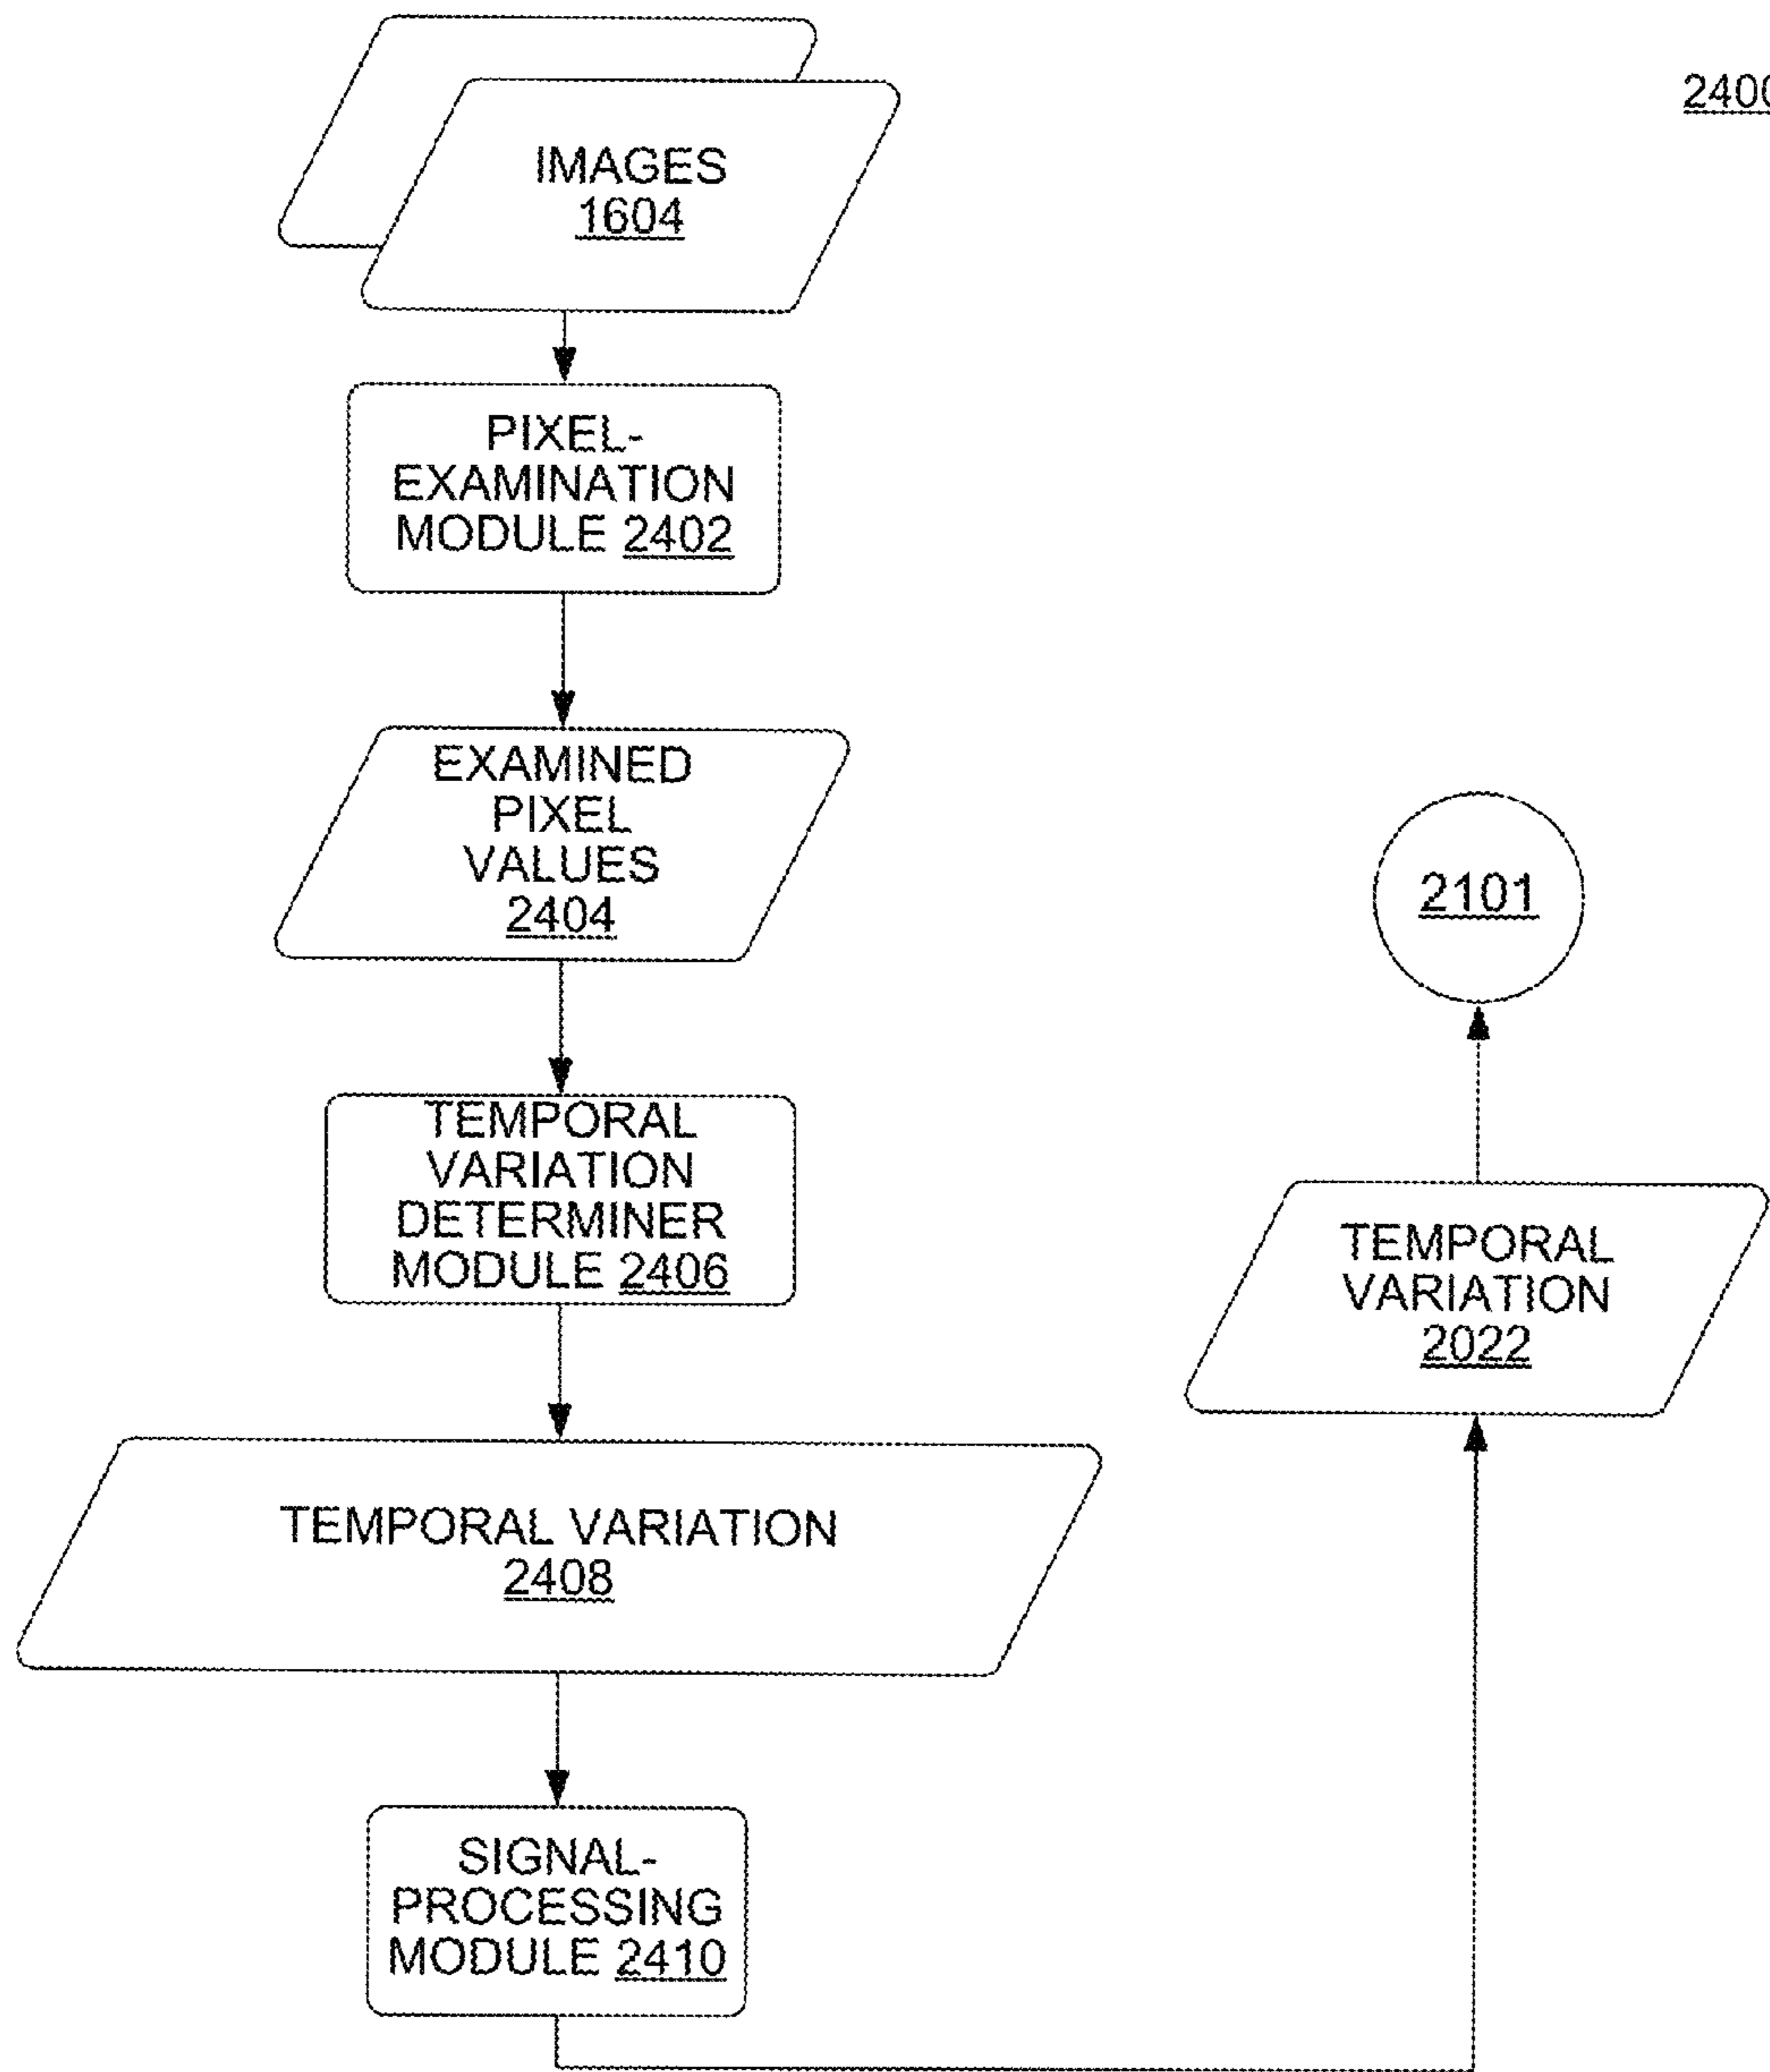 2400
IMAGES
1604
PIXEL-
EXAMINATION
MODULE 2402
EXAMINED
PIXEL
VALUES
2404
TEMPORAL
VARIATION
DETERMINER
MODULE 2406
TEMPORAL VARIATION
2408
SIGNAL-
PROCESSING
MODULE 2410
TEMPORAL
VARIATION
2022
2101